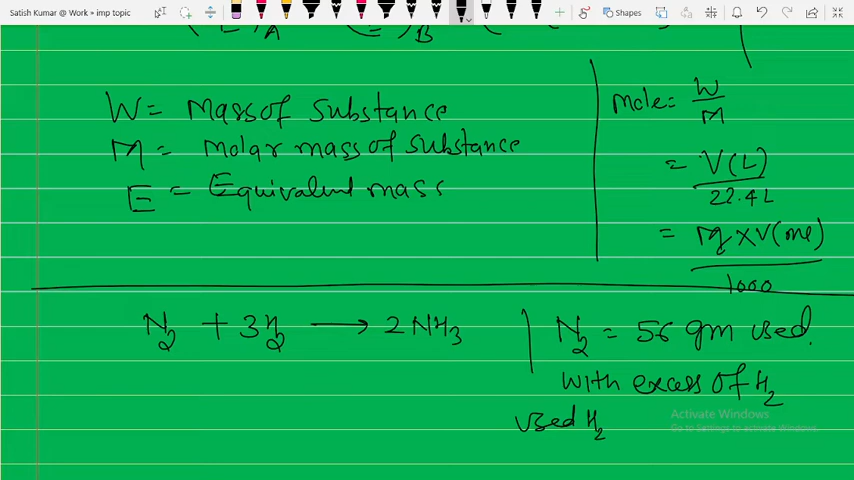 Satish Kumar @ Work » imp topic
Shapes
A B
W = Mass of Substance
M = Molar mass of substance
E = Equivalent mass
mole = W/M
= V(L)/22.4L
= M × V(ml)/1000
N2 + 3H2 → 2NH3
N2 = 56 gm used.
with excess of H2
used H2
Activate Windows
Go to Settings to activate Windows.